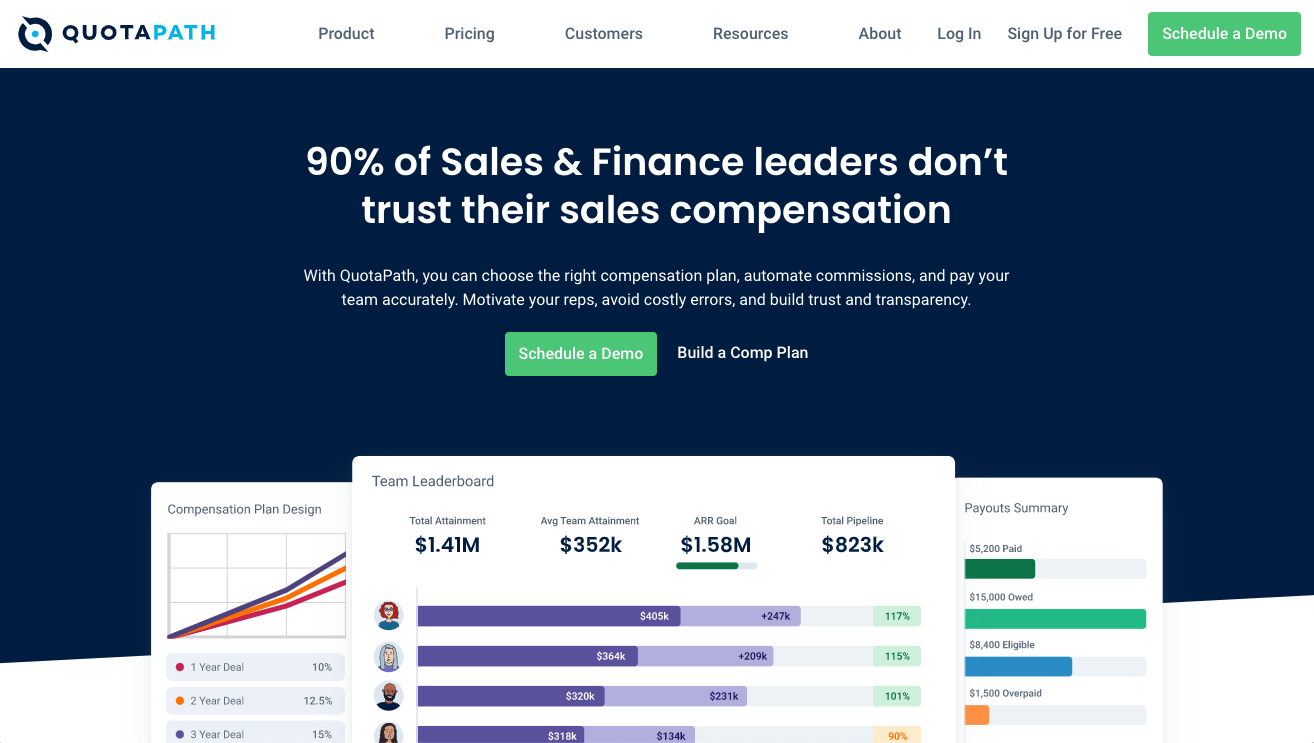 QUOTAPATH
Product
Pricing
Customers
Resources
About
Log In
Sign Up for Free
Schedule a Demo
90% of Sales & Finance leaders don’t
trust their sales compensation
With QuotaPath, you can choose the right compensation plan, automate commissions, and pay your
team accurately. Motivate your reps, avoid costly errors, and build trust and transparency.
Schedule a Demo
Build a Comp Plan
Compensation Plan Design
1 Year Deal 10%
2 Year Deal 12.5%
3 Year Deal 15%
Team Leaderboard
Total Attainment
$1.41M
Avg Team Attainment
$352k
ARR Goal
$1.58M
Total Pipeline
$823k
$405k +247k 117%
$364k +209k 115%
$320k $231k 101%
$318k $134k 90%
Payouts Summary
$5,200 Paid
$15,000 Owed
$8,400 Eligible
$1,500 Overpaid